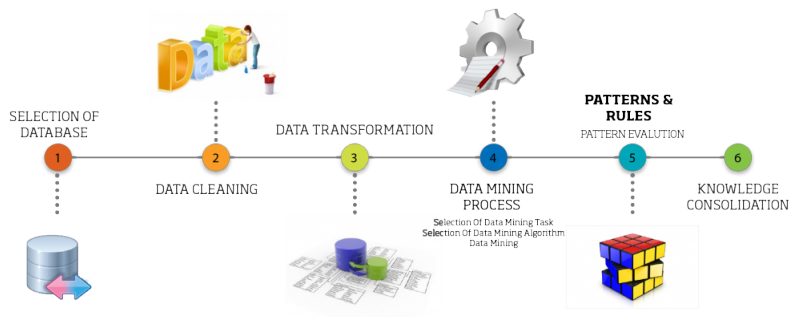 SELECTION OF
DATABASE
1
Data
2
DATA CLEANING
DATA TRANSFORMATION
3
4
DATA MINING
PROCESS
Selection Of Data Mining Task
Selection Of Data Mining Algorithm
Data Mining
PATTERNS &
RULES
PATTERN EVALUTION
5
6
KNOWLEDGE
CONSOLIDATION